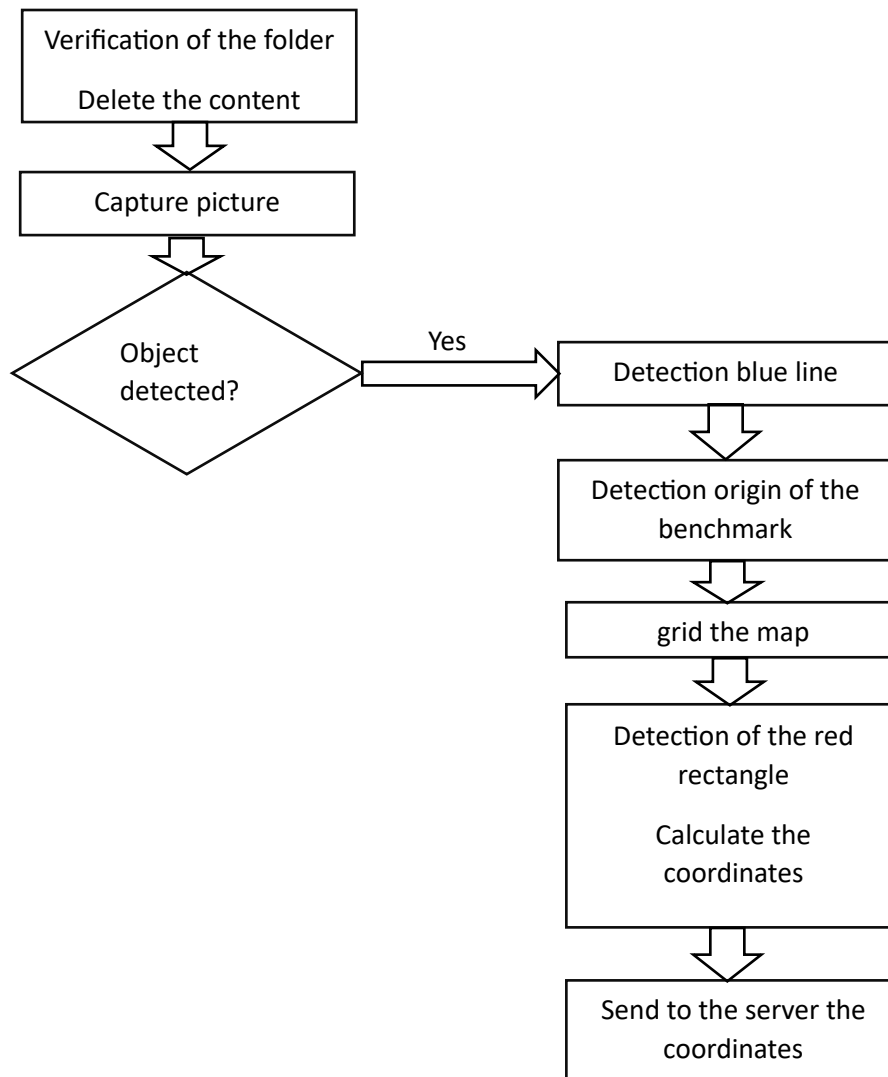 Verification of the folder
Delete the content
Capture picture
Object
detected?
Yes
Detection blue line
Detection origin of the
benchmark
grid the map
Detection of the red
rectangle
Calculate the
coordinates
Send to the server the
coordinates